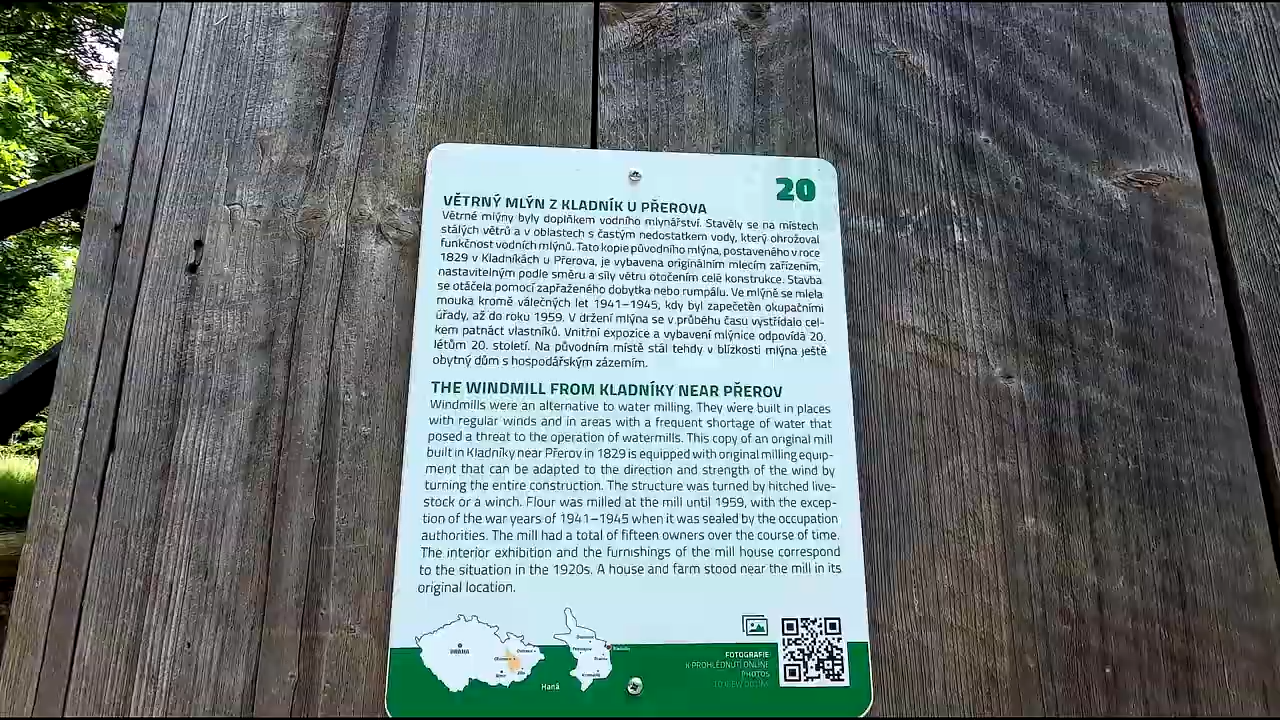 20
VĚTRNÝ MLÝN Z KLADNÍK U PŘEROVA
Větrné mlýny byly doplňkem vodního mlynářství. Stavěly se na místech
stálých větrů a v oblastech s častým nedostatkem vody, který ohrožoval
funkčnost vodních mlýnů. Tato kopie původního mlýna, postaveného v roce
1829 v Kladníkách u Přerova, je vybavena originálním mlecím zařízením,
nastavitelným podle směru a síly větru otočením celé konstrukce. Stavba
se otáčela pomocí zapřaženého dobytka nebo rumpálu. Ve mlýně se mlela
mouka kromě válečných let 1941–1945, kdy byl zapečetěn okupačními
úřady, až do roku 1959. V držení mlýna se v průběhu času vystřídalo cel-
kem patnáct vlastníků. Vnitřní expozice a vybavení mlýnice odpovídá 20.
létům 20. století. Na původním místě stál tehdy v blízkosti mlýna ještě
obytný dům s hospodářským zázemím.
THE WINDMILL FROM KLADNÍKY NEAR PŘEROV
Windmills were an alternative to water milling. They were built in places
with regular winds and in areas with a frequent shortage of water that
posed a threat to the operation of watermills. This copy of an original mill
built in Kladníky near Přerov in 1829 is equipped with original milling equip-
ment that can be adapted to the direction and strength of the wind by
turning the entire construction. The structure was turned by hitched live-
stock or a winch. Flour was milled at the mill until 1959, with the excep-
tion of the war years of 1941–1945 when it was sealed by the occupation
authorities. The mill had a total of fifteen owners over the course of time.
The interior exhibition and the furnishings of the mill house correspond
to the situation in the 1920s. A house and farm stood near the mill in its
original location.
PRAHA
Haná
FOTOGRAFIE
K PROHLÉDNUTÍ ONLINE
PHOTOS
TO VIEW ONLINE